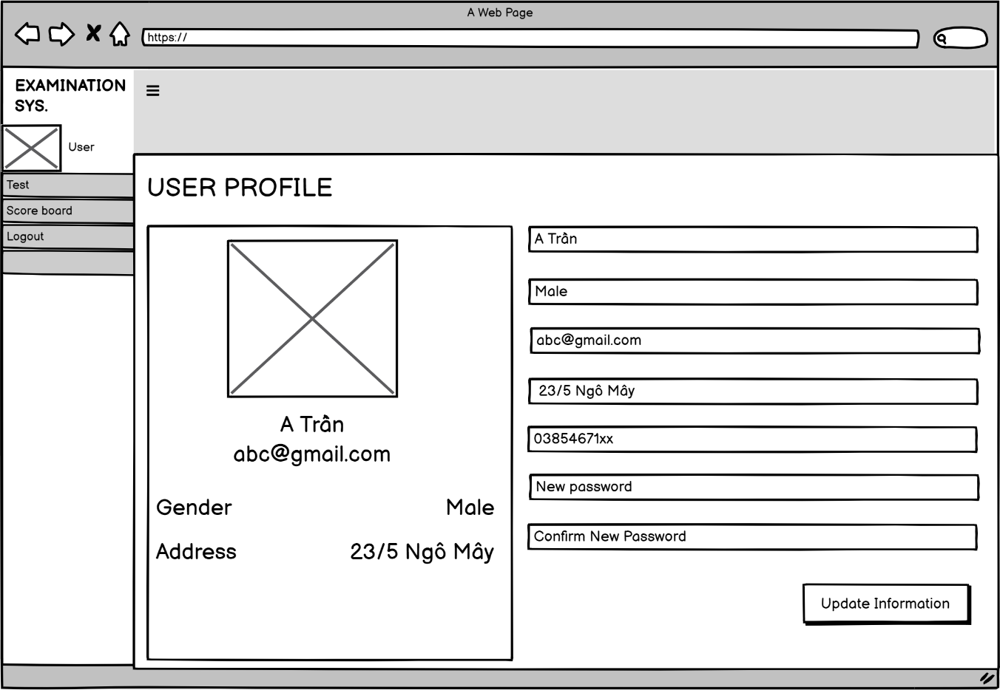 A Web Page
https://
EXAMINATION
SYS.
User
Test
Score board
Logout
USER PROFILE
A Trần
abc@gmail.com
Gender Male
Address 23/5 Ngô Mây
A Trần
Male
abc@gmail.com
23/5 Ngô Mây
03854671xx
New password
Confirm New Password
Update Information